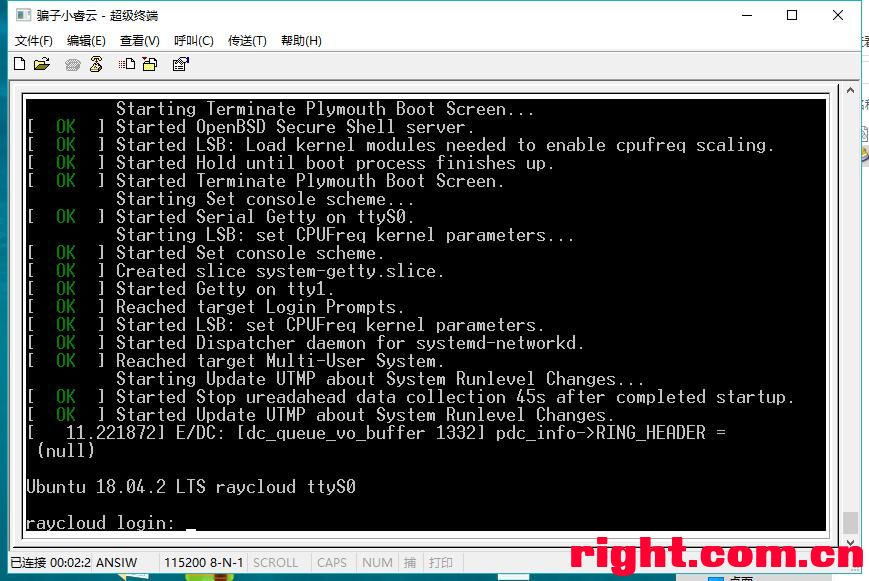 骗子小睿云 - 超级终端
文件(F) 编辑(E) 查看(V) 呼叫(C) 传送(T) 帮助(H)
Starting Terminate Plymouth Boot Screen...
[ OK ] Started OpenBSD Secure Shell server.
[ OK ] Started LSB: Load kernel modules needed to enable cpufreq scaling.
[ OK ] Started Hold until boot process finishes up.
[ OK ] Started Terminate Plymouth Boot Screen.
Starting Set console scheme...
[ OK ] Started Serial Getty on ttyS0.
Starting LSB: set CPUFreq kernel parameters...
[ OK ] Started Set console scheme.
[ OK ] Created slice system-getty.slice.
[ OK ] Started Getty on tty1.
[ OK ] Reached target Login Prompts.
[ OK ] Started LSB: set CPUFreq kernel parameters.
[ OK ] Started Dispatcher daemon for systemd-networkd.
[ OK ] Reached target Multi-User System.
Starting Update UTMP about System Runlevel Changes...
[ OK ] Started Stop ureadahead data collection 45s after completed startup.
[ OK ] Started Update UTMP about System Runlevel Changes.
[ 11.221872] E/DC: [dc_queue_vo_buffer 1332] pdc_info->RING_HEADER =
(null)
Ubuntu 18.04.2 LTS raycloud ttyS0
raycloud login: _
已连接 00:02:2 ANSIW 115200 8-N-1 SCROLL CAPS NUM 捕 打印
right.com.cn